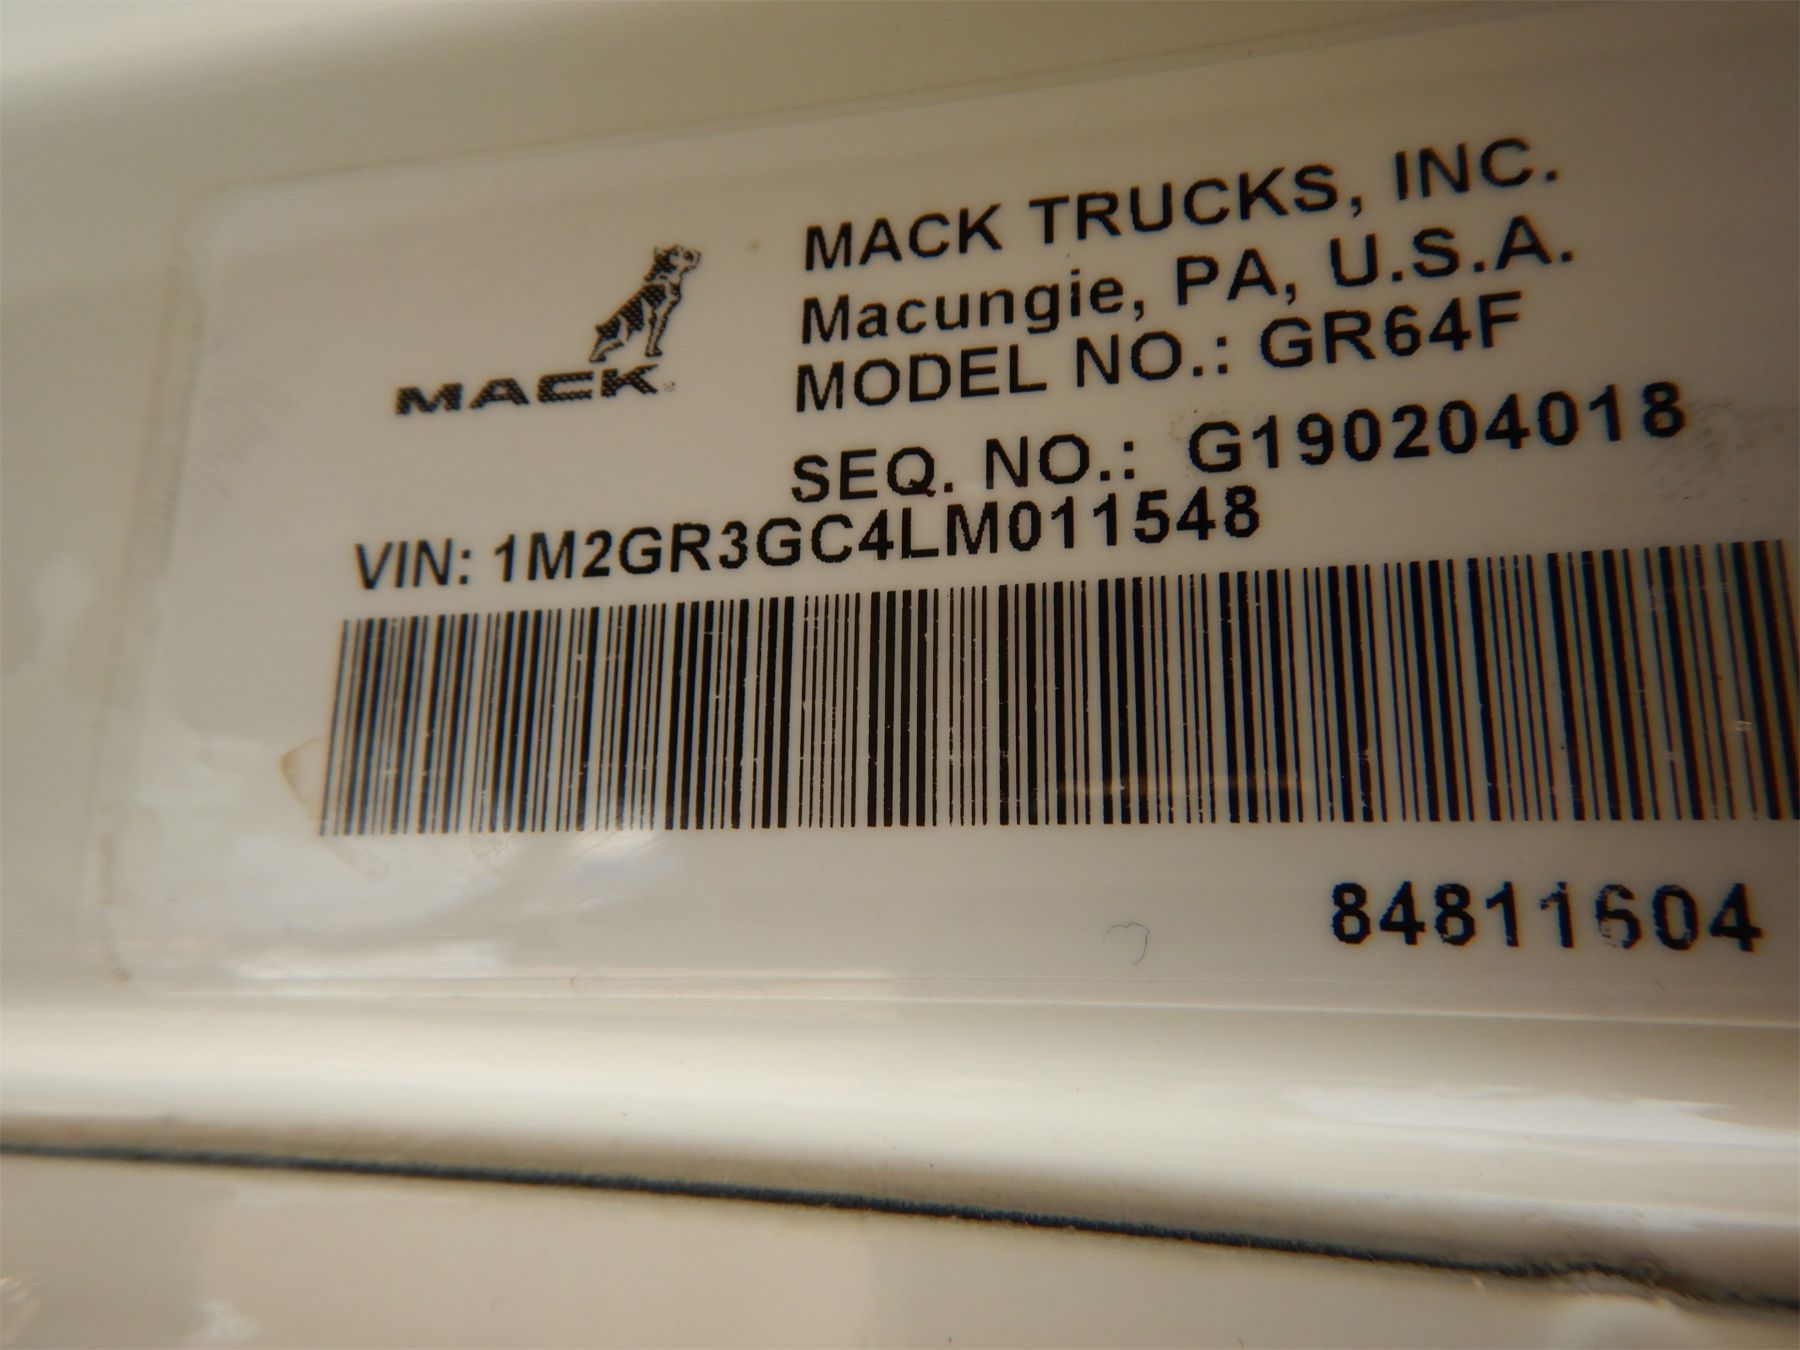 MACK TRUCKS, INC.
Macungie, PA, U.S.A.
MACK
MODEL NO.: GR64F
SEQ. NO.: G190204018
VIN: 1M2GR3GC4LM011548
84811604